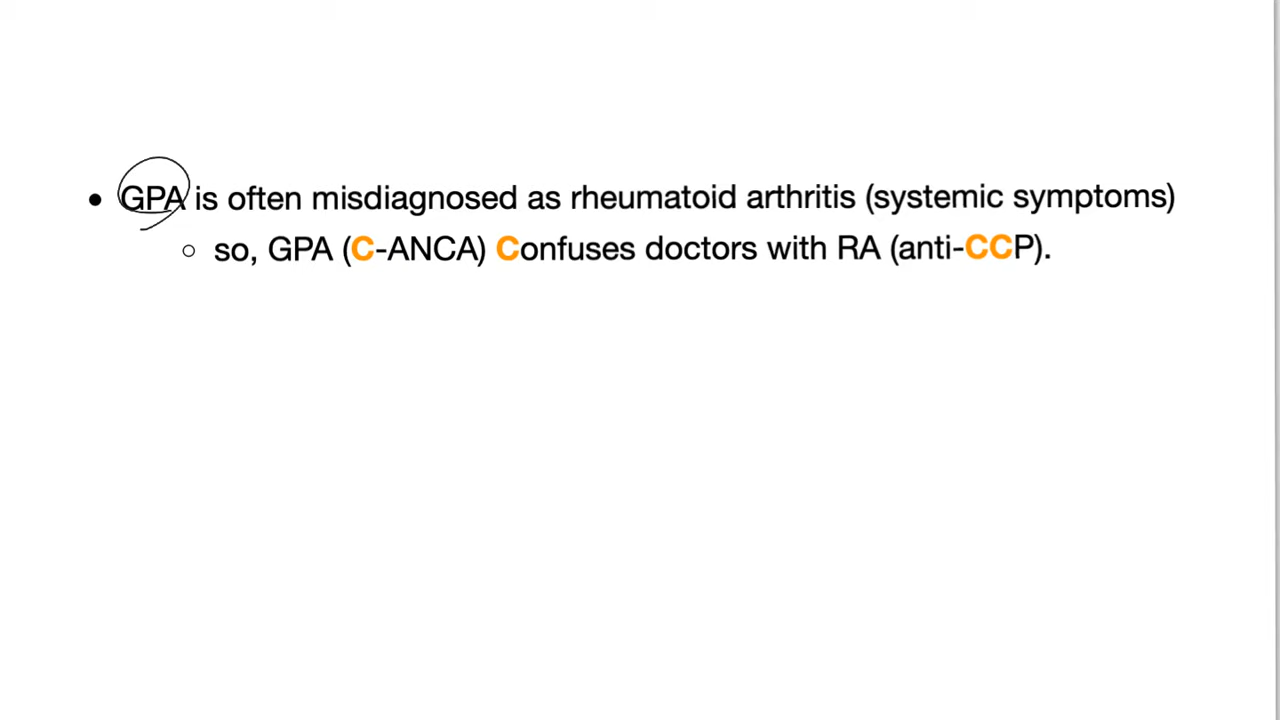 • GPA is often misdiagnosed as rheumatoid arthritis (systemic symptoms)
○ so, GPA (C-ANCA) Confuses doctors with RA (anti-CCP).